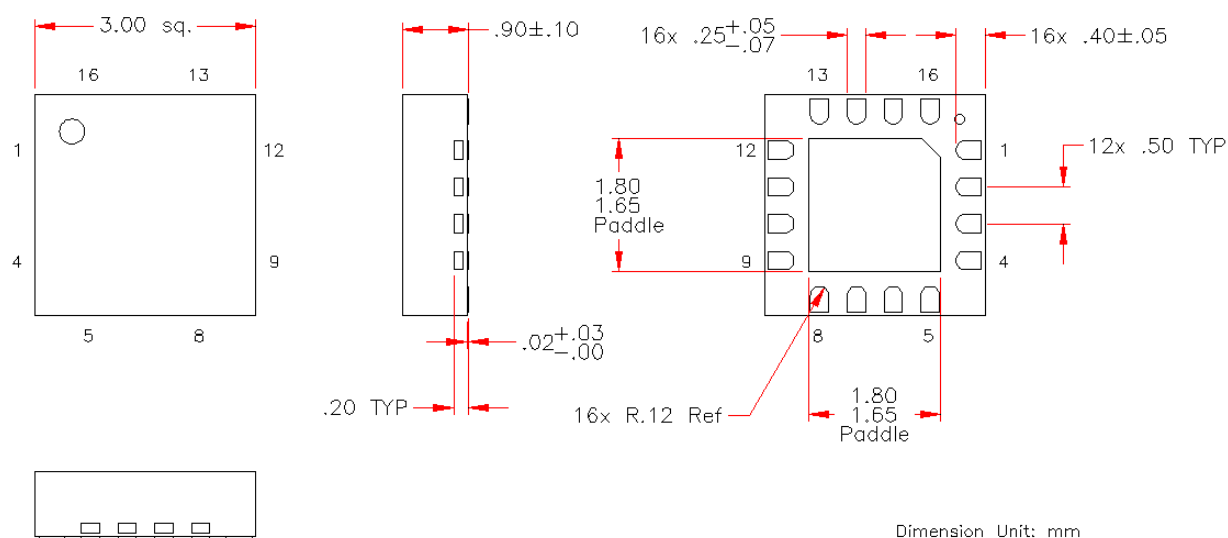 3.00 sq.
16 13
1 12
4 9
5 8
.90±.10
.02+.03
-.00
.20 TYP
16x .25+.05
-.07
16x .40±.05
13 16
12 1
12x .50 TYP
1.80
1.65
Paddle
9 4
8 5
16x R.12 Ref
1.80
1.65
Paddle
Dimension Unit: mm